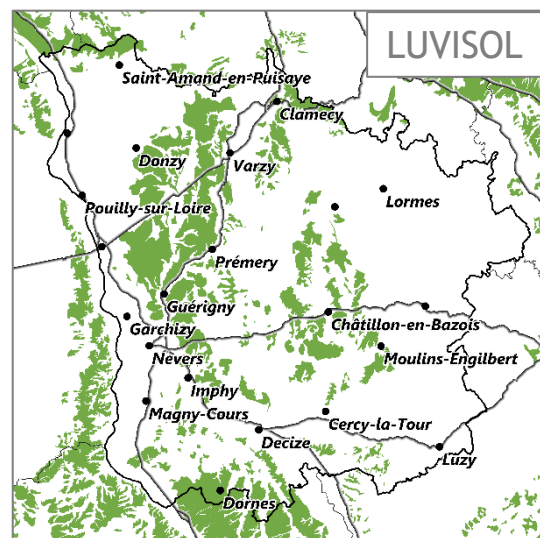 LUVISOL
Saint-Amand-en-Puisaye
Clamecy
Donzy
Varzy
Lormes
Pouilly-sur-Loire
Prémery
Guérigny
Garchizy
Châtillon-en-Bazois
Nevers
Moulins-Engilbert
Imphy
Magny-Cours
Cercy-la-Tour
Decize
Luzy
Dornes